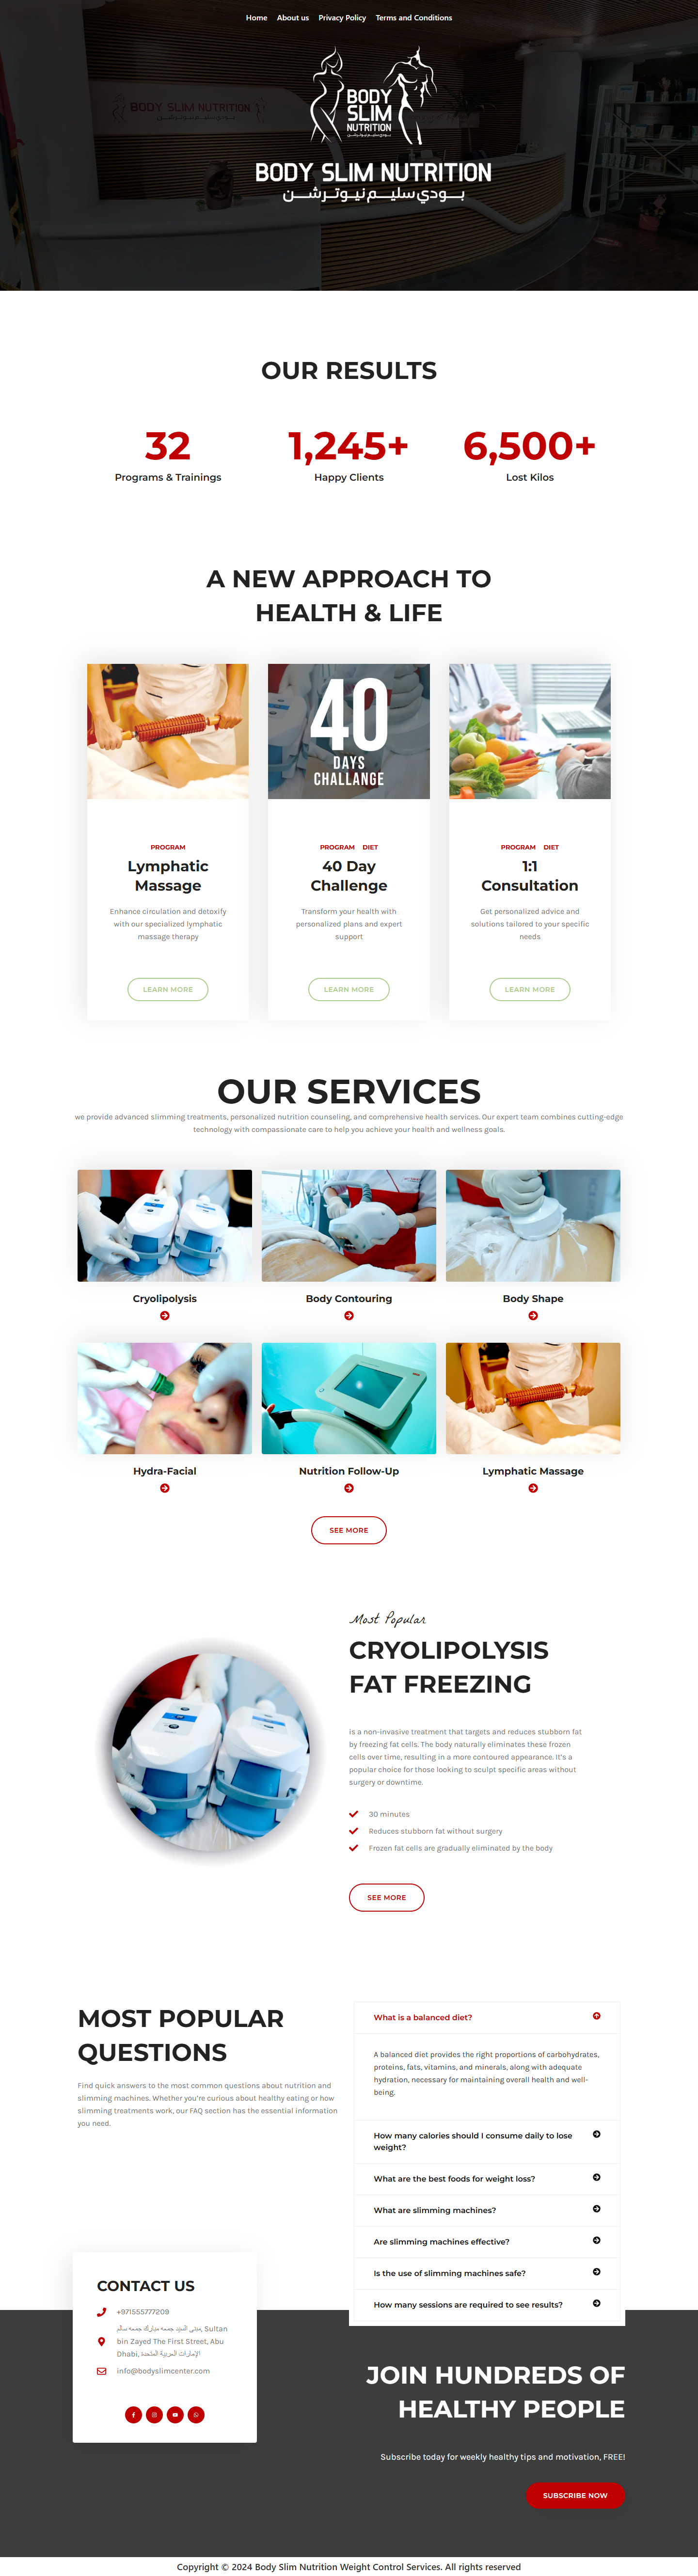 Home About us Privacy Policy Terms and Conditions
BODY SLIM NUTRITION
BODY
SLIM
NUTRITION
BODY SLIM NUTRITION
بـــودي سليـــم نيـوتـــرشـــن
OUR RESULTS
32 1,245+ 6,500+
Programs & Trainings Happy Clients Lost Kilos
A NEW APPROACH TO
HEALTH & LIFE
40
DAYS
CHALLANGE
PROGRAM
Lymphatic
Massage
Enhance circulation and detoxify
with our specialized lymphatic
massage therapy
LEARN MORE
PROGRAM DIET
40 Day
Challenge
Transform your health with
personalized plans and expert
support
LEARN MORE
PROGRAM DIET
1:1
Consultation
Get personalized advice and
solutions tailored to your specific
needs
LEARN MORE
OUR SERVICES
we provide advanced slimming treatments, personalized nutrition counseling, and comprehensive health services. Our expert team combines cutting-edge
technology with compassionate care to help you achieve your health and wellness goals.
Cryolipolysis
Body Contouring
Body Shape
Hydra-Facial
Nutrition Follow-Up
Lymphatic Massage
SEE MORE
Most Popular
CRYOLIPOLYSIS
FAT FREEZING
is a non-invasive treatment that targets and reduces stubborn fat
by freezing fat cells. The body naturally eliminates these frozen
cells over time, resulting in a more contoured appearance. It's a
popular choice for those looking to sculpt specific areas without
surgery or downtime.
30 minutes
Reduces stubborn fat without surgery
Frozen fat cells are gradually eliminated by the body
SEE MORE
MOST POPULAR
QUESTIONS
Find quick answers to the most common questions about nutrition and
slimming machines. Whether you're curious about healthy eating or how
slimming treatments work, our FAQ section has the essential information
you need.
What is a balanced diet?
A balanced diet provides the right proportions of carbohydrates,
proteins, fats, vitamins, and minerals, along with adequate
hydration, necessary for maintaining overall health and well-
being.
How many calories should I consume daily to lose
weight?
What are the best foods for weight loss?
What are slimming machines?
Are slimming machines effective?
Is the use of slimming machines safe?
How many sessions are required to see results?
CONTACT US
+971555777209
مبنى السيد جمعه مبارك جمعه سالم, Sultan
bin Zayed The First Street, Abu
Dhabi, الإمارات العربية المتحدة
info@bodyslimcenter.com
JOIN HUNDREDS OF
HEALTHY PEOPLE
Subscribe today for weekly healthy tips and motivation, FREE!
SUBSCRIBE NOW
Copyright © 2024 Body Slim Nutrition Weight Control Services. All rights reserved